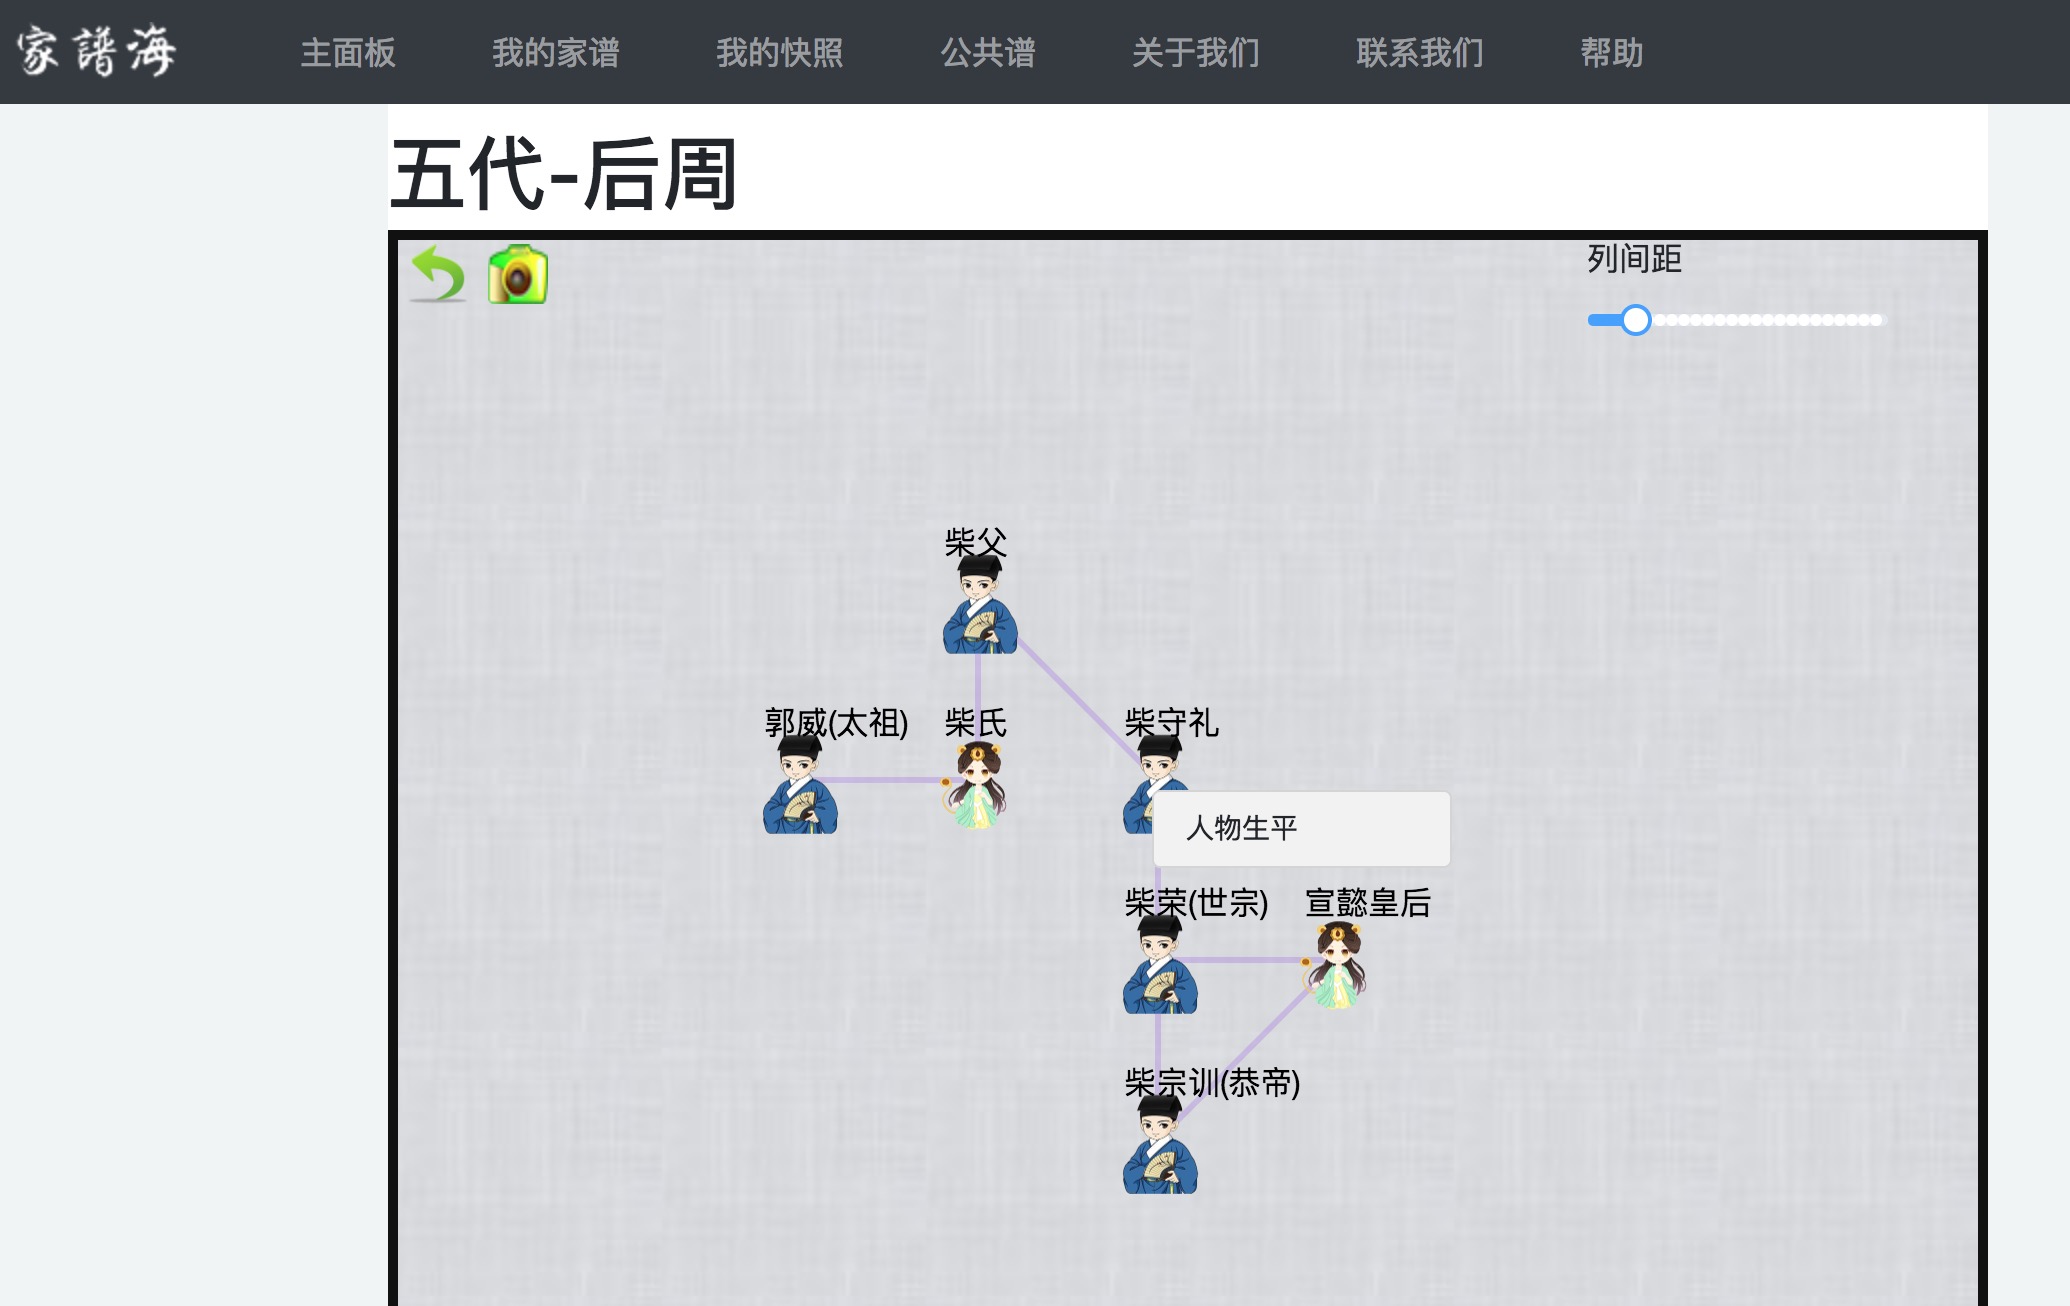 家譜海 主面板 我的家谱 我的快照 公共谱 关于我们 联系我们 帮助
五代-后周
列间距
柴父
郭威(太祖) 柴氏 柴守礼
人物生平
柴荣(世宗) 宣懿皇后
柴宗训(恭帝)